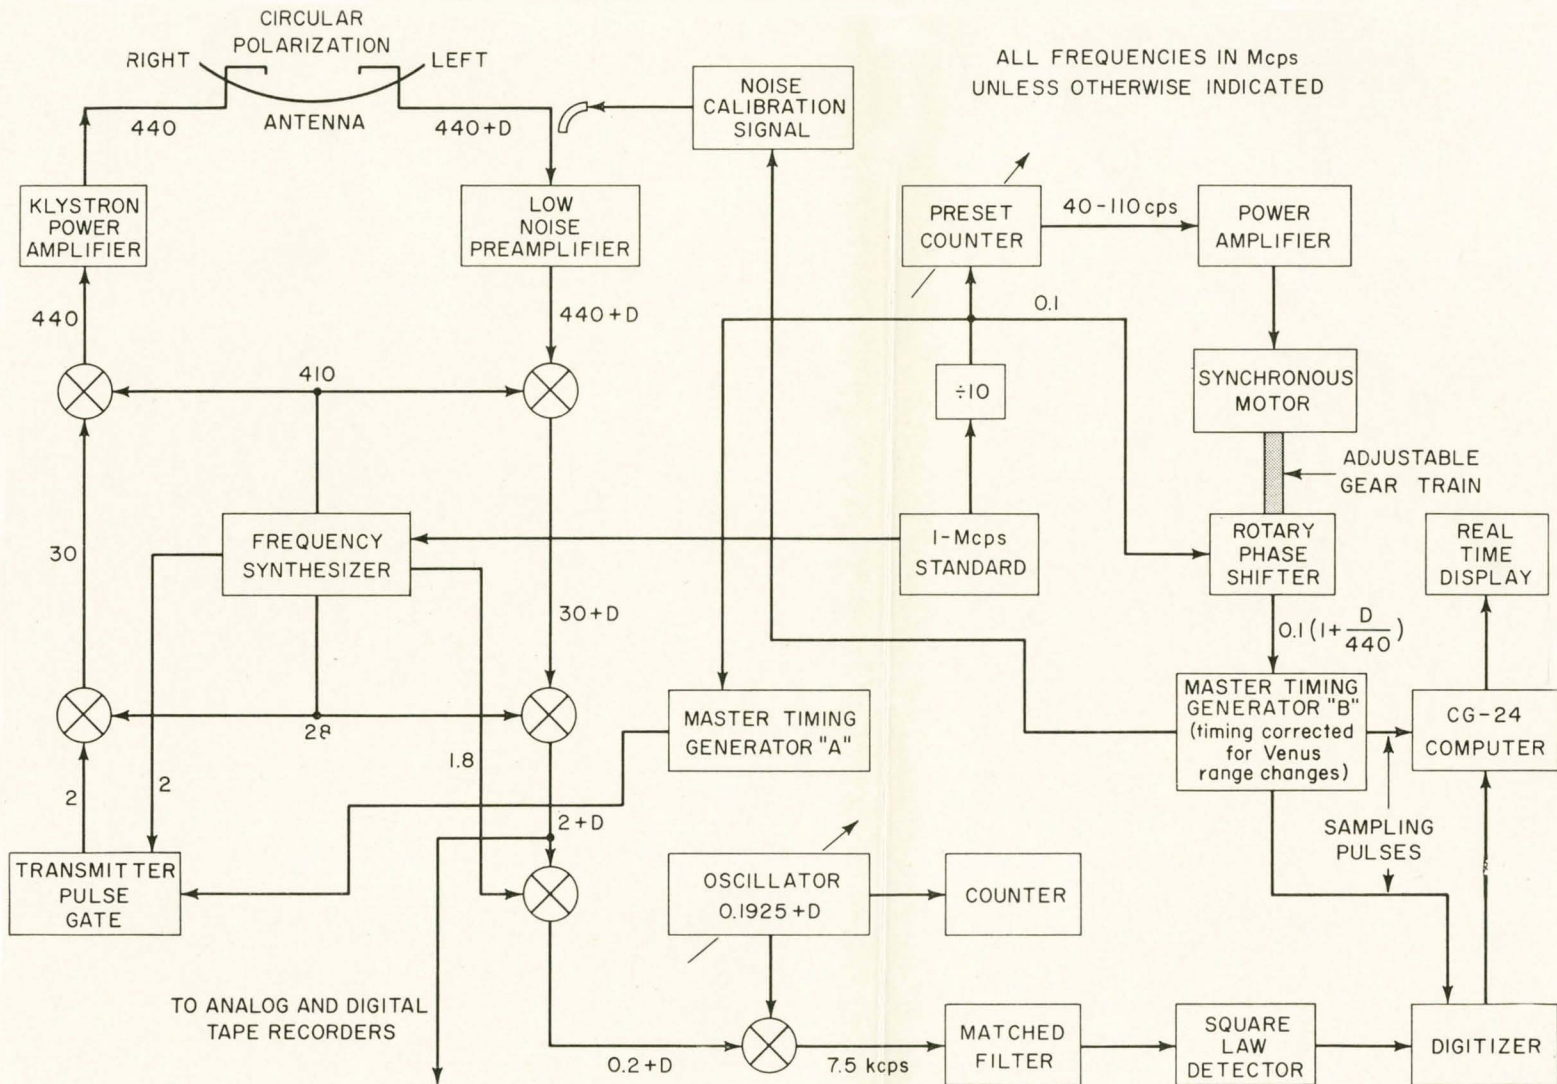 CIRCULAR
POLARIZATION
RIGHT
LEFT
ANTENNA
440
440+D
NOISE
CALIBRATION
SIGNAL
ALL FREQUENCIES IN Mcps
UNLESS OTHERWISE INDICATED
KLYSTRON
POWER
AMPLIFIER
LOW
NOISE
PREAMPLIFIER
PRESET
COUNTER
40-110 cps
POWER
AMPLIFIER
440
440+D
0.1
410
÷10
SYNCHRONOUS
MOTOR
ADJUSTABLE
GEAR TRAIN
30
FREQUENCY
SYNTHESIZER
1-Mcps
STANDARD
ROTARY
PHASE
SHIFTER
REAL
TIME
DISPLAY
30+D
0.1(1+D/440)
28
MASTER TIMING
GENERATOR "A"
MASTER TIMING
GENERATOR "B"
(timing corrected
for Venus
range changes)
CG-24
COMPUTER
2
2
1.8
2+D
SAMPLING
PULSES
TRANSMITTER
PULSE
GATE
OSCILLATOR
0.1925+D
COUNTER
TO ANALOG AND DIGITAL
TAPE RECORDERS
0.2+D
7.5 kcps
MATCHED
FILTER
SQUARE
LAW
DETECTOR
DIGITIZER